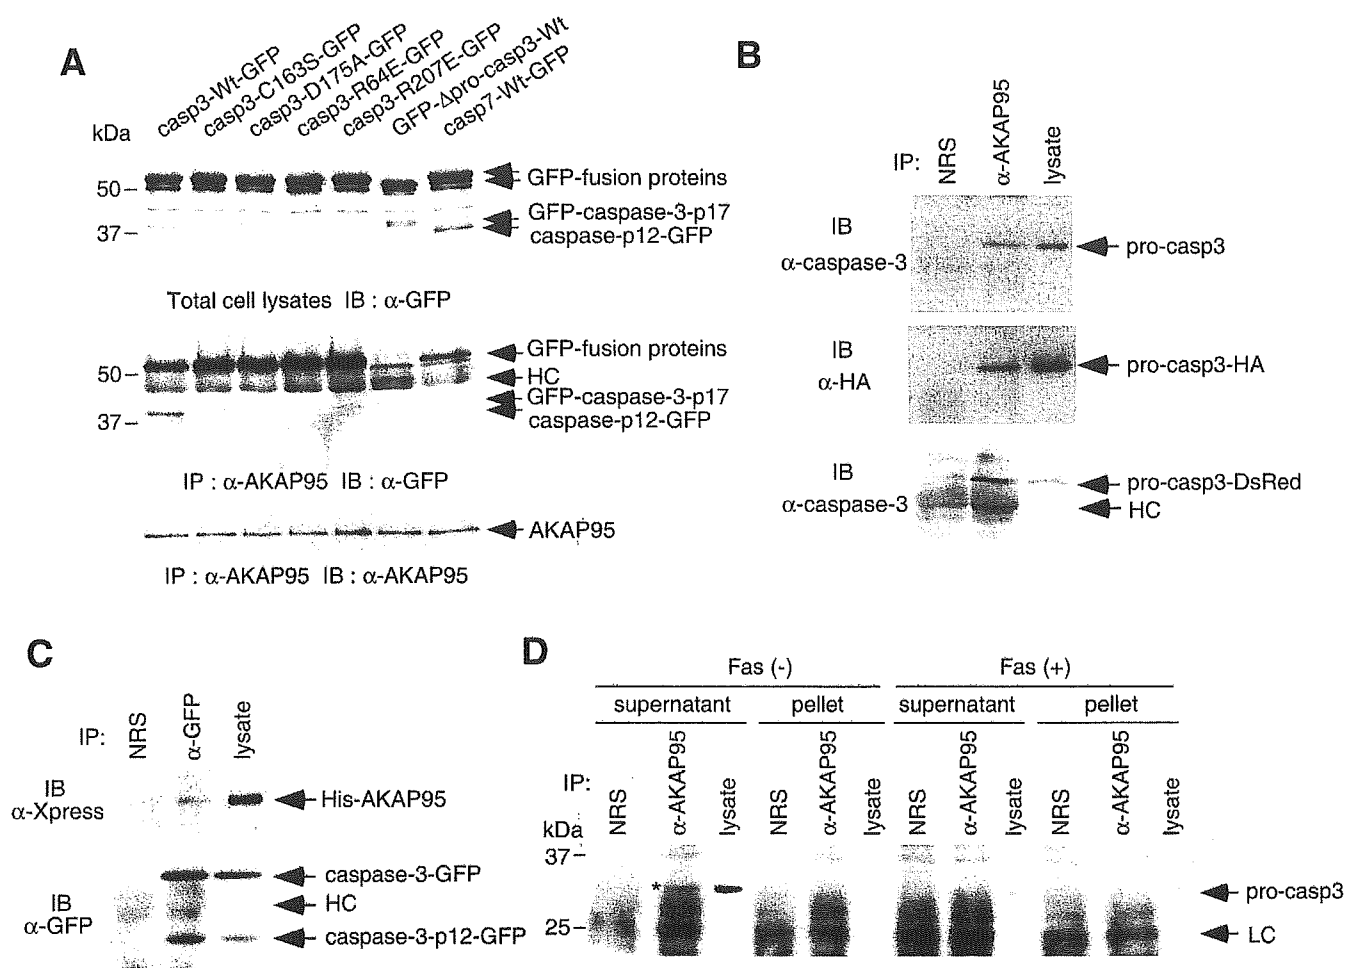 A
kDa
casp3-Wt-GFP
casp3-C163S-GFP
casp3-D175A-GFP
casp3-R64E-GFP
casp3-R207E-GFP
GFP-Δpro-casp3-Wt
casp7-Wt-GFP
50
GFP-fusion proteins
GFP-caspase-3-p17
37
caspase-p12-GFP
Total cell lysates IB : α-GFP
GFP-fusion proteins
50
HC
GFP-caspase-3-p17
37
caspase-p12-GFP
IP : α-AKAP95 IB : α-GFP
AKAP95
IP : α-AKAP95 IB : α-AKAP95
B
IP:
NRS
α-AKAP95
lysate
IB
α-caspase-3
pro-casp3
IB
α-HA
pro-casp3-HA
IB
α-caspase-3
pro-casp3-DsRed
HC
C
IP:
NRS
α-GFP
lysate
IB
α-Xpress
His-AKAP95
IB
α-GFP
caspase-3-GFP
HC
caspase-3-p12-GFP
D
Fas (-)
Fas (+)
supernatant
pellet
supernatant
pellet
IP:
NRS
α-AKAP95
lysate
NRS
α-AKAP95
lysate
NRS
α-AKAP95
lysate
NRS
α-AKAP95
lysate
kDa
37
*
pro-casp3
25
LC